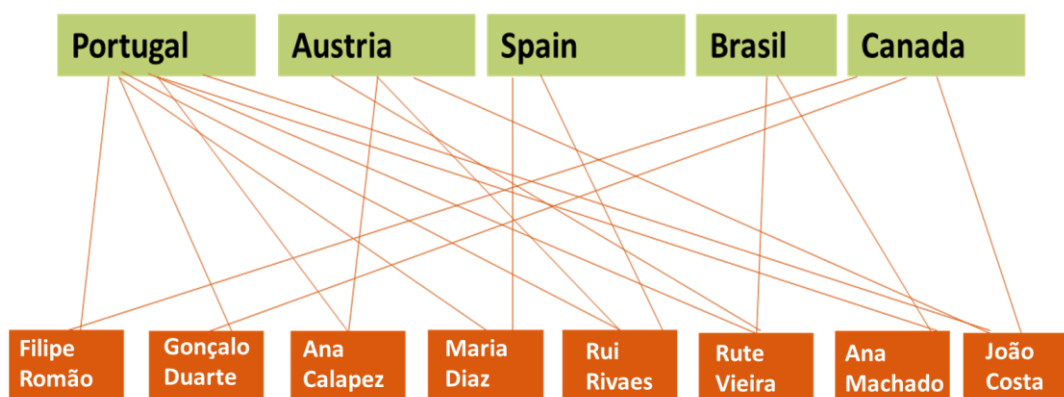 Portugal
Austria
Spain
Brasil
Canada
Filipe
Romão
Gonçalo
Duarte
Ana
Calapez
Maria
Diaz
Rui
Rivaes
Rute
Vieira
Ana
Machado
João
Costa